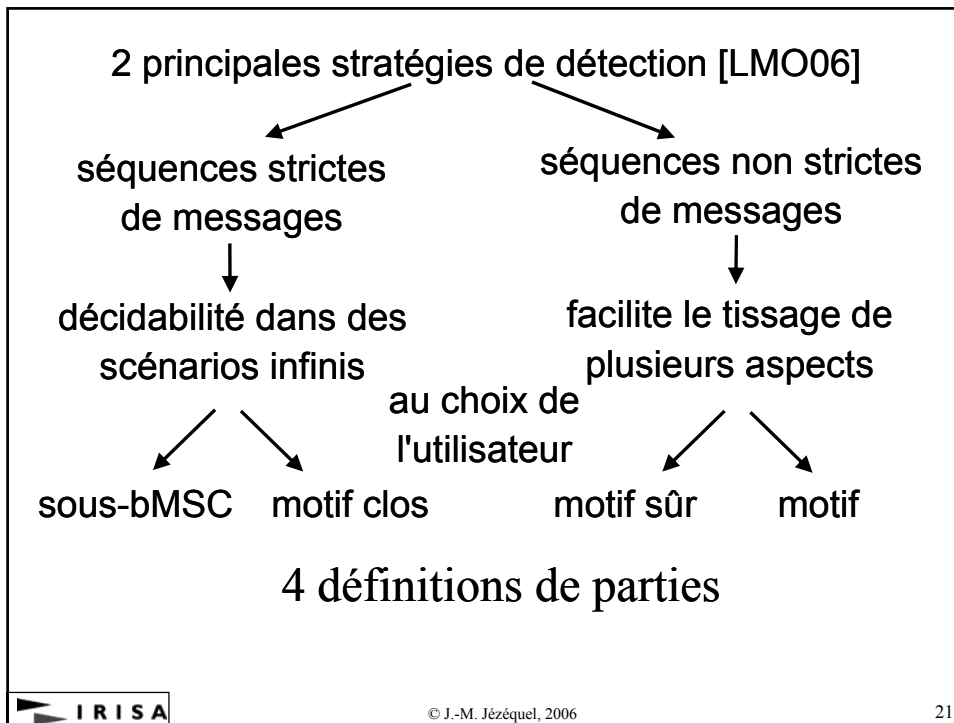 2 principales stratégies de détection [LMO06]
séquences strictes
de messages
séquences non strictes
de messages
décidabilité dans des
scénarios infinis
facilite le tissage de
plusieurs aspects
au choix de
l'utilisateur
sous-bMSC
motif clos
motif sûr
motif
4 définitions de parties
IRISA
© J.-M. Jézéquel, 2006
21